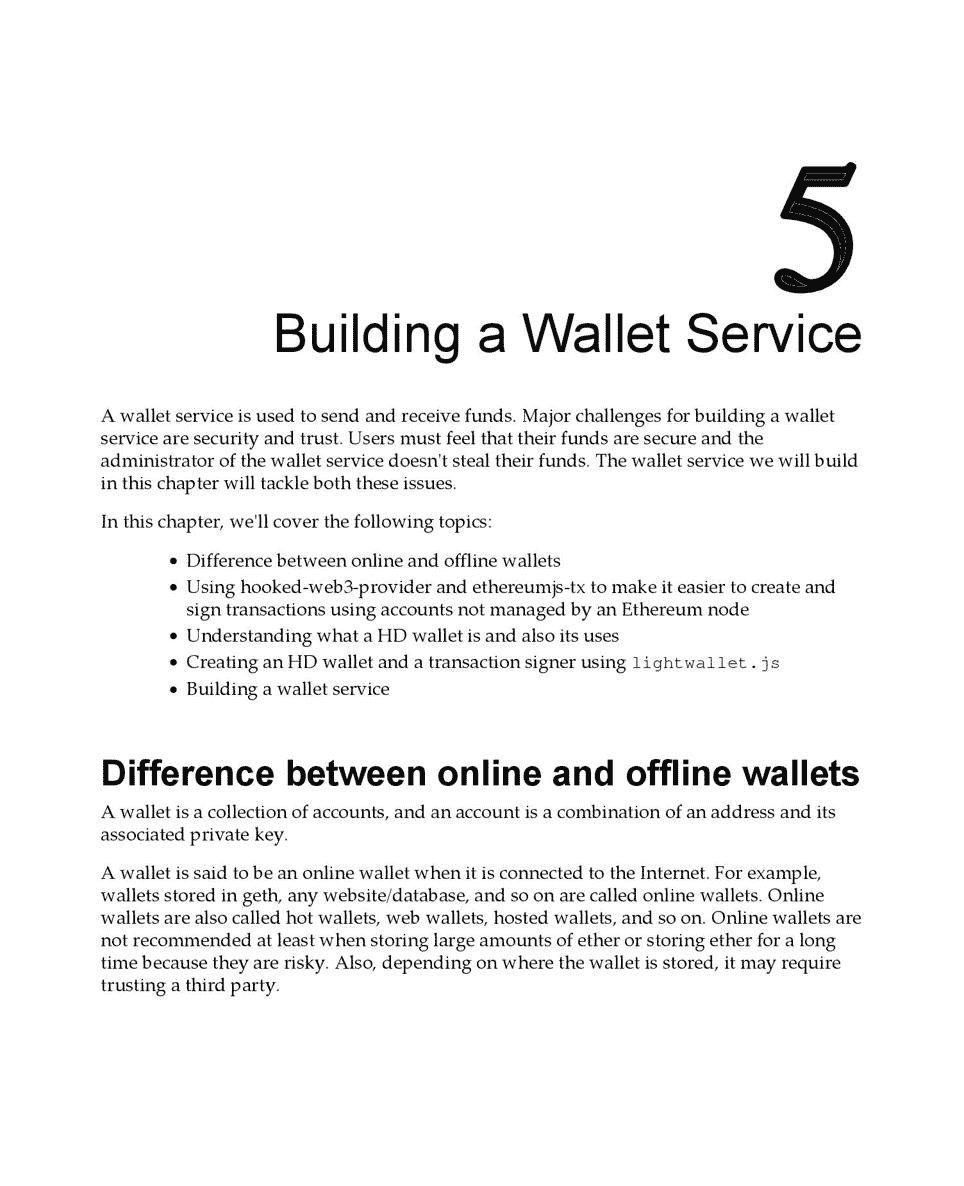 5
Building a Wallet Service
A wallet service is used to send and receive funds. Major challenges for building a wallet
service are security and trust. Users must feel that their funds are secure and the
administrator of the wallet service doesn't steal their funds. The wallet service we will build
in this chapter will tackle both these issues.
In this chapter, we'll cover the following topics:
• Difference between online and offline wallets
• Using hooked-web3-provider and ethereumjs-tx to make it easier to create and
sign transactions using accounts not managed by an Ethereum node
• Understanding what a HD wallet is and also its uses
• Creating an HD wallet and a transaction signer using lightwallet.js
• Building a wallet service
Difference between online and offline wallets
A wallet is a collection of accounts, and an account is a combination of an address and its
associated private key.
A wallet is said to be an online wallet when it is connected to the Internet. For example,
wallets stored in geth, any website/database, and so on are called online wallets. Online
wallets are also called hot wallets, web wallets, hosted wallets, and so on. Online wallets are
not recommended at least when storing large amounts of ether or storing ether for a long
time because they are risky. Also, depending on where the wallet is stored, it may require
trusting a third party.